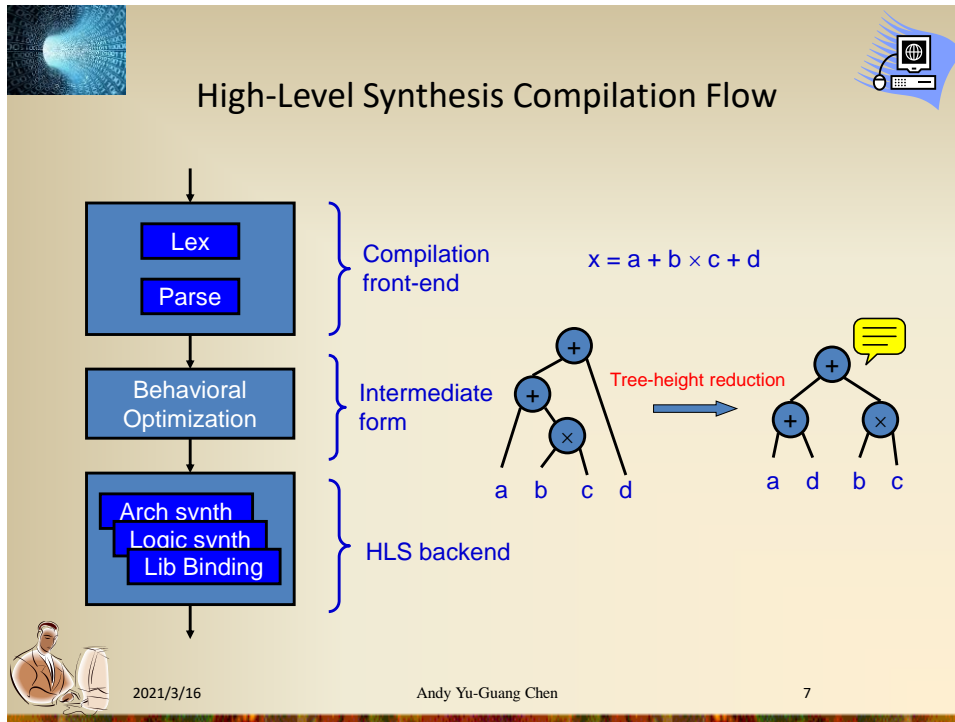 High-Level Synthesis Compilation Flow
Lex
Parse
Compilation
front-end
x = a + b × c + d
Behavioral
Optimization
Intermediate
form
Arch synth
Logic synth
Lib Binding
HLS backend
+
+
×
a b c d
Tree-height reduction
+
+ ×
a d b c
2021/3/16 Andy Yu-Guang Chen 7